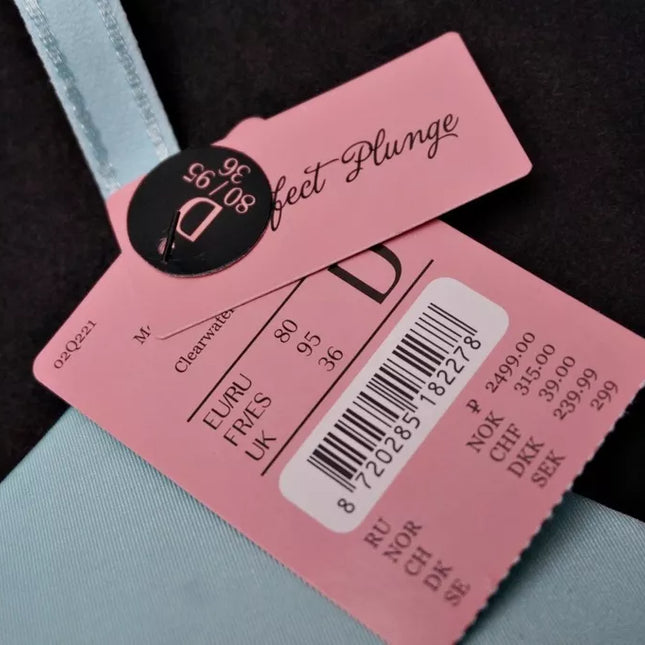 fect Plunge
80/95
36
D
02Q221
Clearwater
D
EU/RU 80
FR/ES 95
UK 36
8 720285 182278
RU ₽ 2499.00
NOR NOK 315.00
CH CHF 39.00
DK DKK 239.99
SE SEK 299